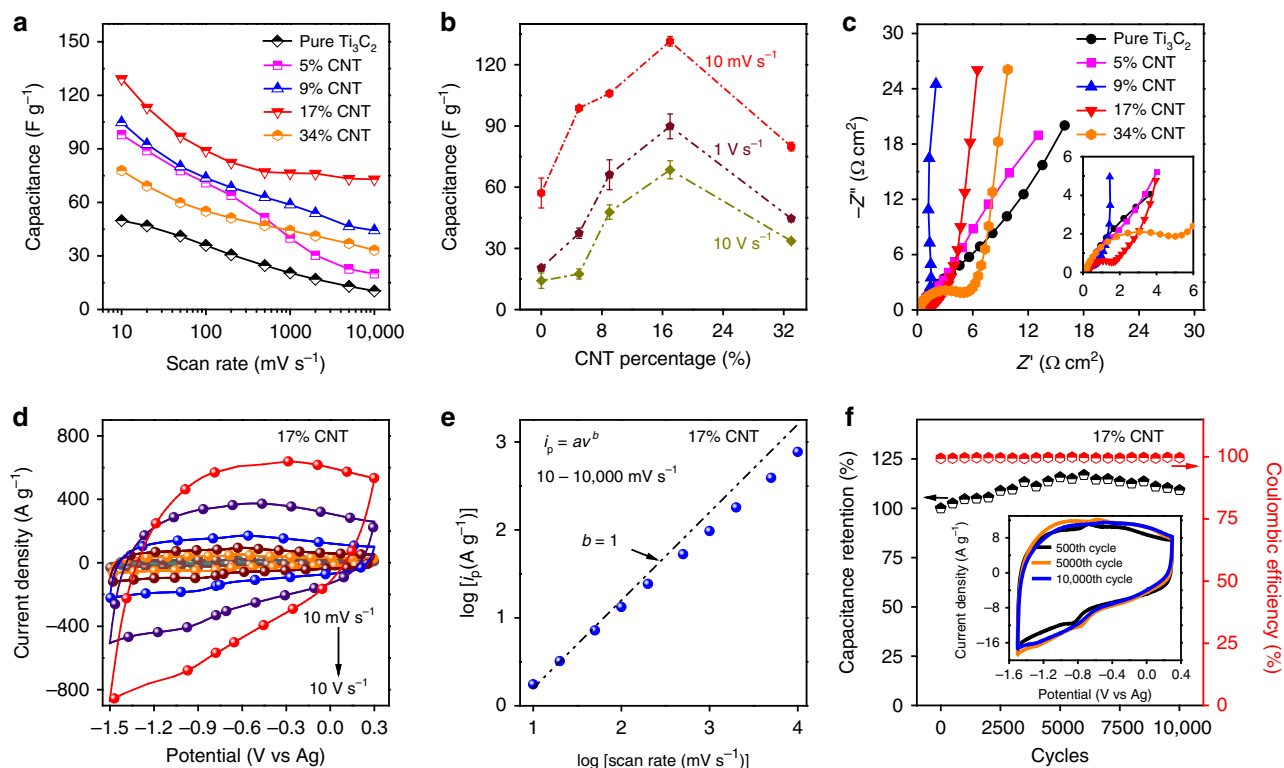 a
Capacitance (F g⁻¹)
150
120
90
60
30
0
10
100
1000
10,000
Scan rate (mV s⁻¹)
Pure Ti₃C₂
5% CNT
9% CNT
17% CNT
34% CNT
b
Capacitance (F g⁻¹)
120
90
60
30
0
0
8
16
24
32
CNT percentage (%)
10 mV s⁻¹
1 V s⁻¹
10 V s⁻¹
c
−Z″ (Ω cm²)
30
24
18
12
6
0
0
6
12
18
24
30
Z' (Ω cm²)
Pure Ti₃C₂
5% CNT
9% CNT
17% CNT
34% CNT
6
4
2
0
0
2
4
6
d
Current density (A g⁻¹)
800
400
0
−400
−800
−1.5
−1.2
−0.9
−0.6
−0.3
0.0
0.3
Potential (V vs Ag)
17% CNT
10 mV s⁻¹
10 V s⁻¹
e
log [iₚ(A g⁻¹)]
3
2
1
0
1
2
3
4
log [scan rate (mV s⁻¹)]
iₚ = avᵇ
17% CNT
10 – 10,000 mV s⁻¹
b = 1
f
Capacitance retention (%)
125
100
75
50
25
0
0
2500
5000
7500
10,000
Cycles
17% CNT
Coulombic efficiency
(%)
100
75
50
25
0
Current density (A g⁻¹)
8
0
−8
−16
−1.6
−1.2
−0.8
−0.4
0.0
0.4
Potential (V vs Ag)
500th cycle
5000th cycle
10,000th cycle